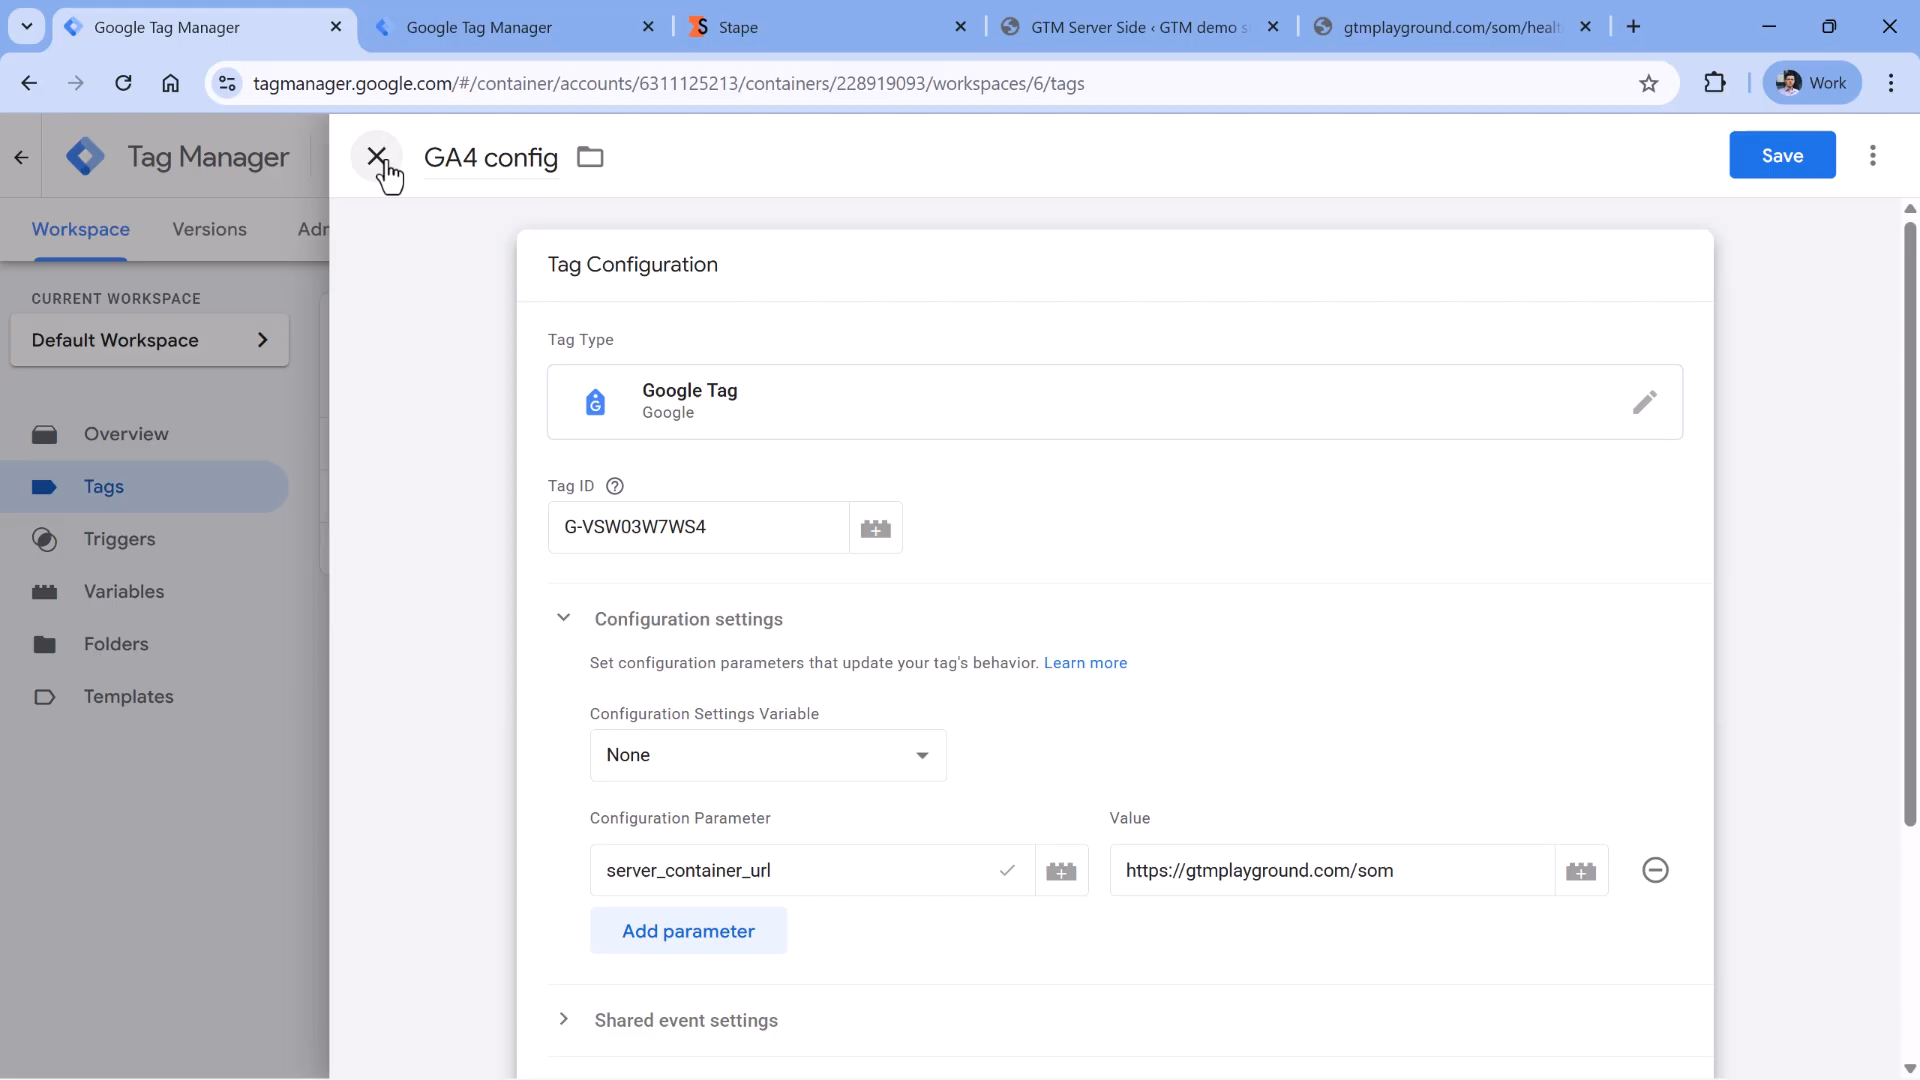 Google Tag Manager
Google Tag Manager
Stape
GTM Server Side ‹ GTM demo s
gtmplayground.com/som/healt
tagmanager.google.com/#/container/accounts/6311125213/containers/228919093/workspaces/6/tags
Work
Tag Manager
GA4 config
Save
Workspace
Versions
Adr
CURRENT WORKSPACE
Default Workspace
Overview
Tags
Triggers
Variables
Folders
Templates
Tag Configuration
Tag Type
Google Tag
Google
Tag ID
G-VSW03W7WS4
Configuration settings
Set configuration parameters that update your tag's behavior. Learn more
Configuration Settings Variable
None
Configuration Parameter
Value
server_container_url
https://gtmplayground.com/som
Add parameter
Shared event settings